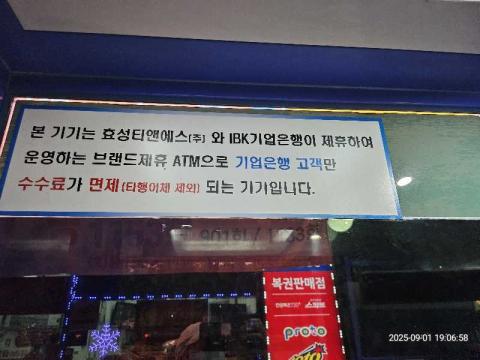 본 기기는 효성티앤에스(주) 와 IBK기업은행이 제휴하여
운영하는 브랜드제휴 ATM으로 기업은행 고객만
수수료가 면제(타행이체 제외) 되는 기기입니다.
복권판매점
proto
2025-09-01 19:06:58